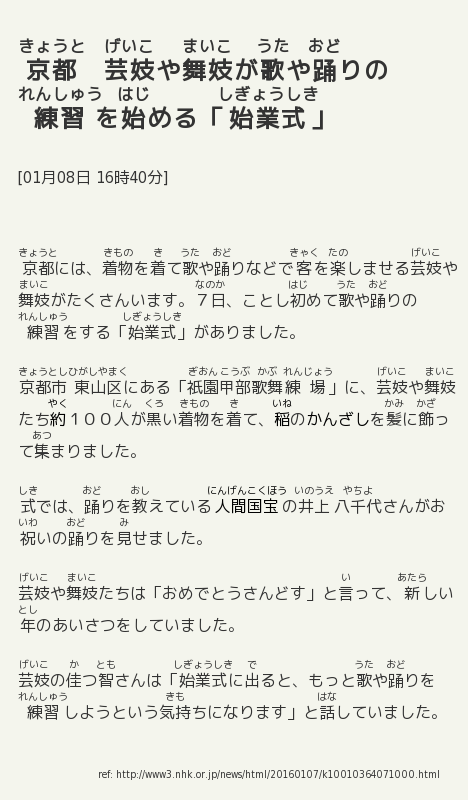 きょうと げいこ まいこ うた おど
京都 芸妓や舞妓が歌や踊りの
れんしゅう はじ しぎょうしき
練習を始める「始業式」
[01月08日 16時40分]
きょうと きもの き うた おど きゃく たの げいこ
京都には、着物を着て歌や踊りなどで客を楽しませる芸妓や
まいこ なのか はじ うた おど
舞妓がたくさんいます。７日、ことし初めて歌や踊りの
れんしゅう しぎょうしき
練習をする「始業式」がありました。
きょうとしひがしやまく ぎおんこうぶ かぶ れんじょう げいこ まいこ
京都市東山区にある「祇園甲部歌舞練場」に、芸妓や舞妓
やく にん くろ きもの き いね かみ かざ
たち約１００人が黒い着物を着て、稲のかんざしを髪に飾っ
あつ
て集まりました。
しき おど おし にんげんこくほう いのうえ やちよ
式では、踊りを教えている人間国宝の井上八千代さんがお
いわ おど み
祝いの踊りを見せました。
げいこ まいこ い あたら
芸妓や舞妓たちは「おめでとうさんどす」と言って、新しい
とし
年のあいさつをしていました。
げいこ か とも しぎょうしき で うた おど
芸妓の佳つ智さんは「始業式に出ると、もっと歌や踊りを
れんしゅう きも はな
練習しようという気持ちになります」と話していました。
ref: http://www3.nhk.or.jp/news/html/20160107/k10010364071000.html